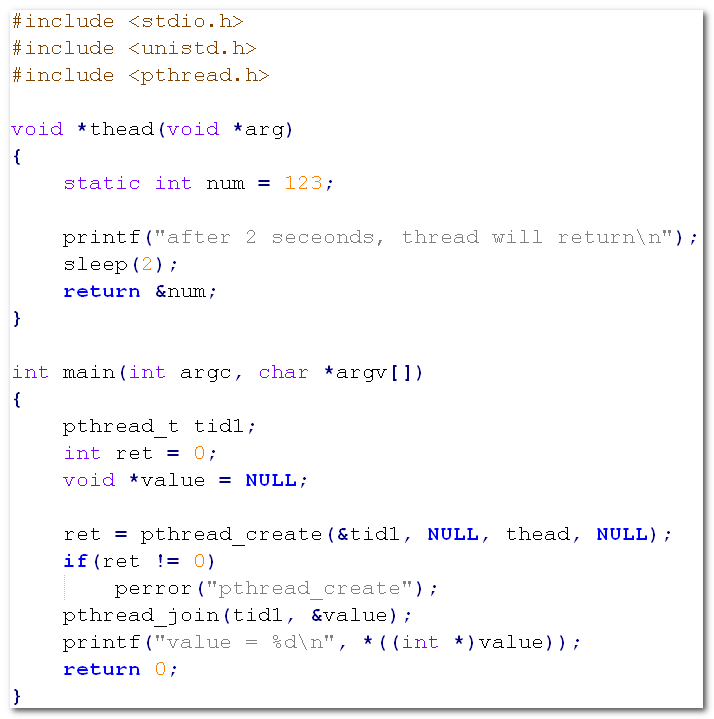 #include <stdio.h>
#include <unistd.h>
#include <pthread.h>

void *thead(void *arg)
{
    static int num = 123;

    printf("after 2 seceonds, thread will return\n");
    sleep(2);
    return &num;
}

int main(int argc, char *argv[])
{
    pthread_t tid1;
    int ret = 0;
    void *value = NULL;

    ret = pthread_create(&tid1, NULL, thead, NULL);
    if(ret != 0)
        perror("pthread_create");
    pthread_join(tid1, &value);
    printf("value = %d\n", *((int *)value));
    return 0;
}